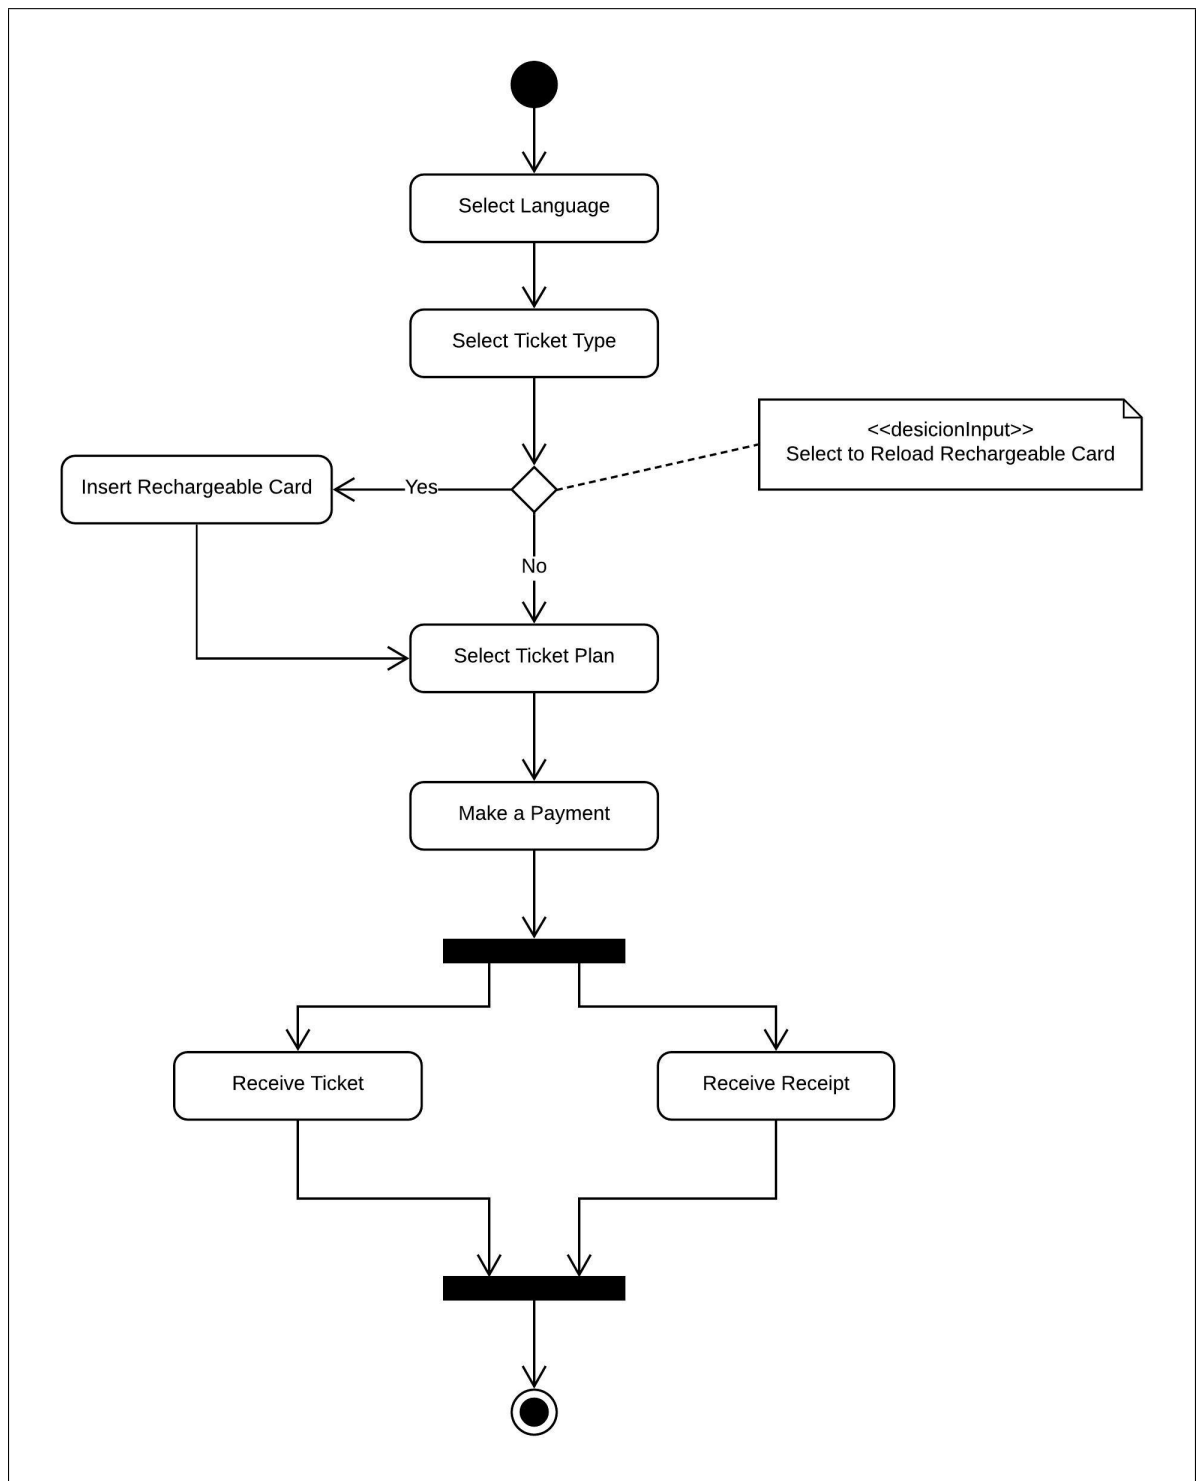 Select Language
Select Ticket Type
<<desicionInput>>
Select to Reload Rechargeable Card
Insert Rechargeable Card
Yes
No
Select Ticket Plan
Make a Payment
Receive Ticket
Receive Receipt